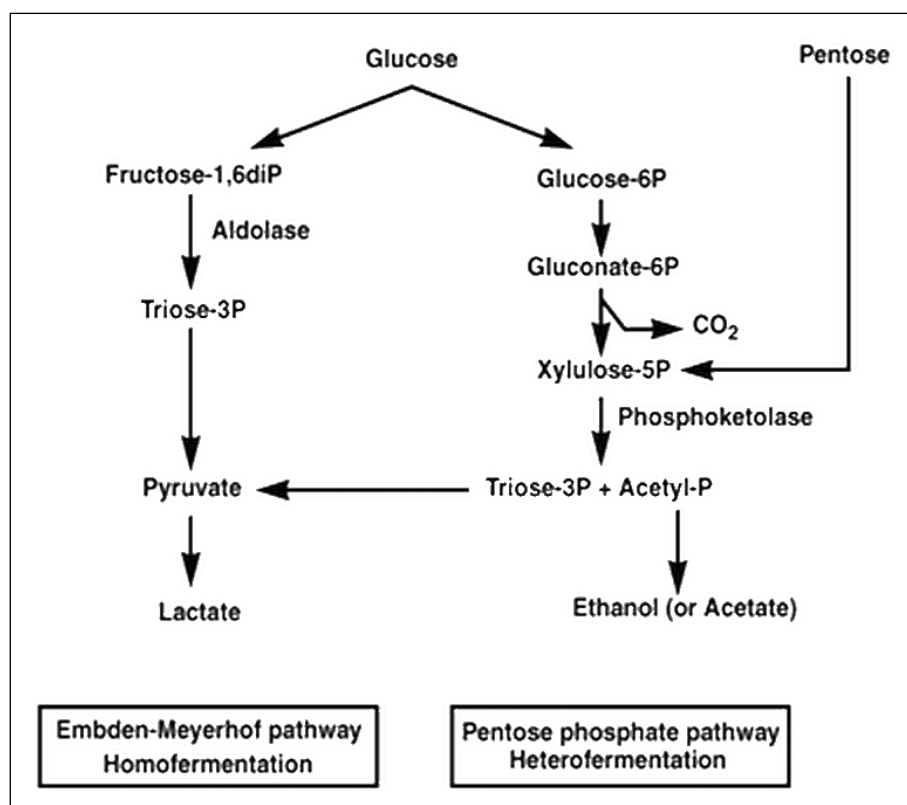 Glucose
Pentose
Fructose-1,6diP
Glucose-6P
Aldolase
Gluconate-6P
Triose-3P
CO2
Xylulose-5P
Phosphoketolase
Pyruvate
Triose-3P + Acetyl-P
Lactate
Ethanol (or Acetate)
Embden-Meyerhof pathway
Homofermentation
Pentose phosphate pathway
Heterofermentation